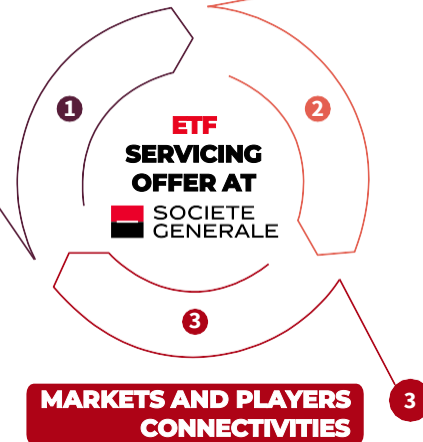 1
2
ETF
SERVICING
OFFER AT
SOCIETE
GENERALE
3
3
MARKETS AND PLAYERS
CONNECTIVITIES